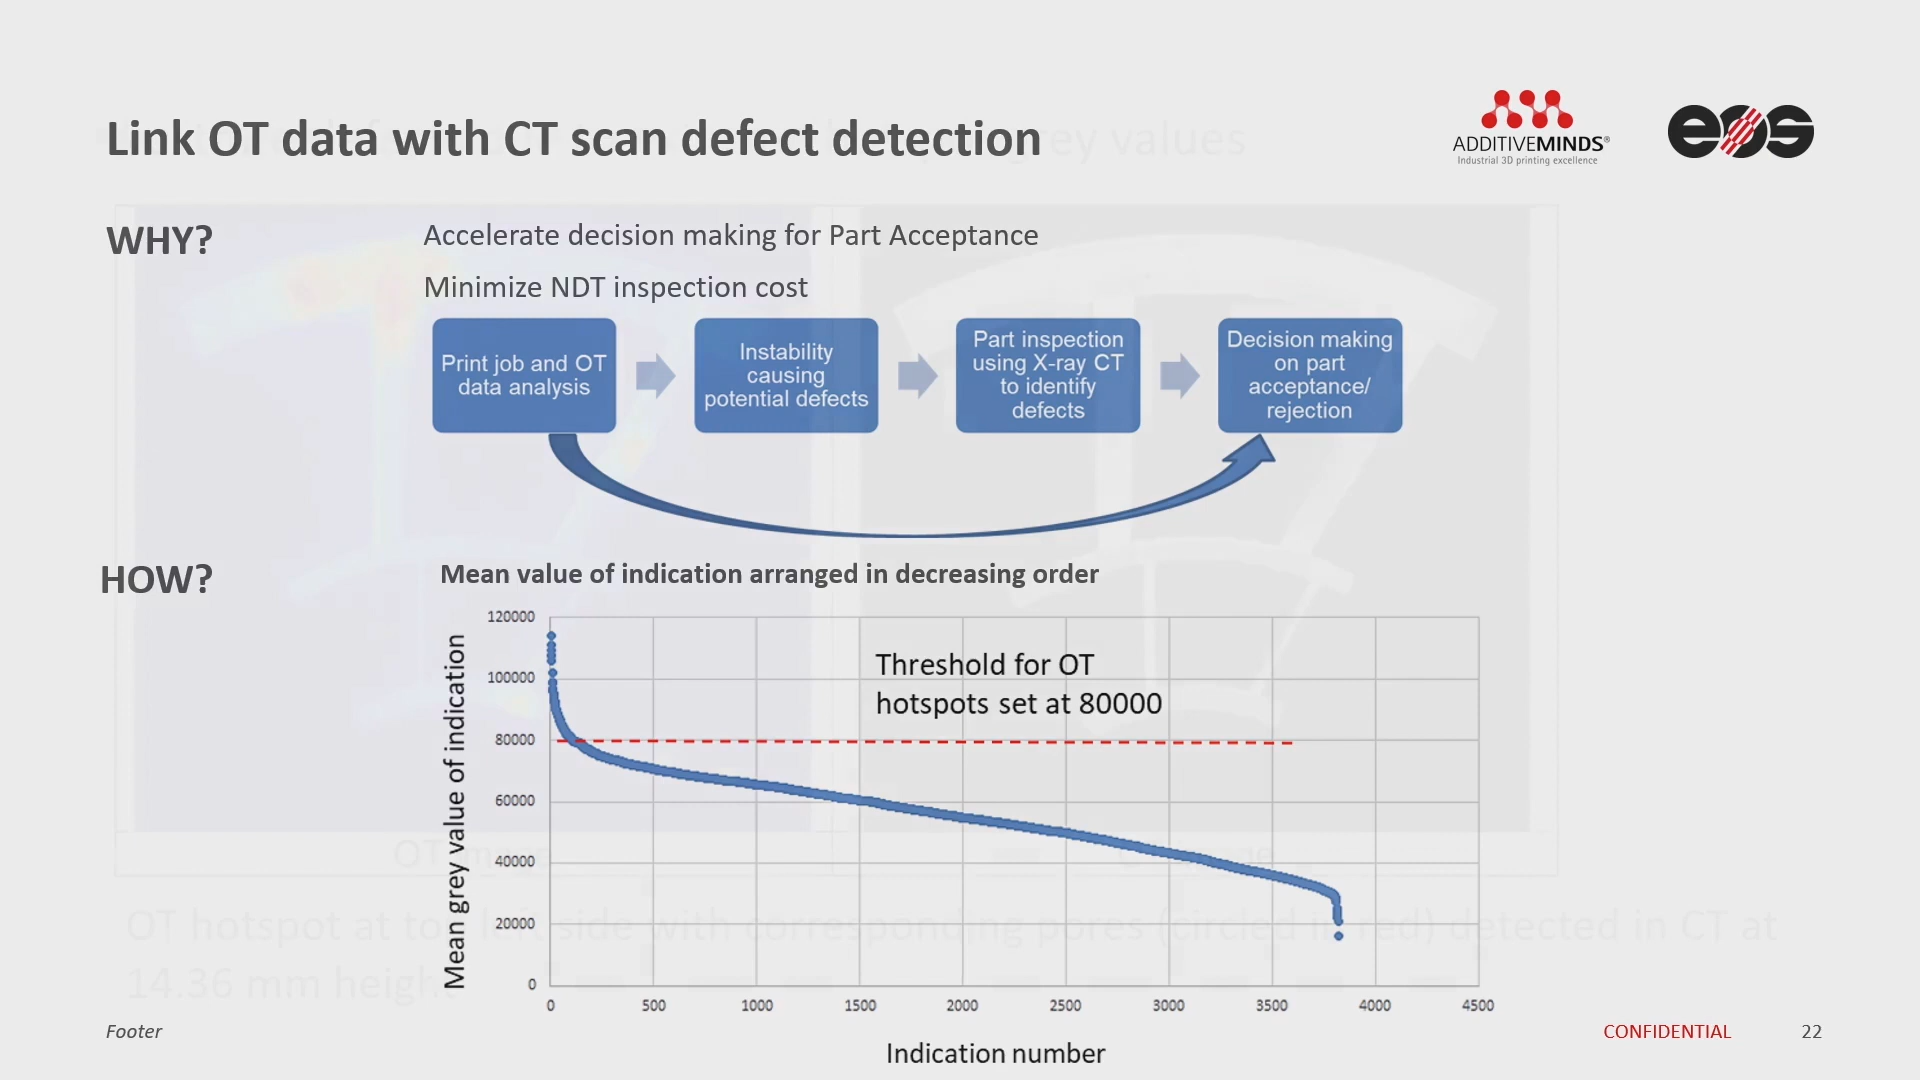 Link OT data with CT scan defect detection
grey values
ADDITIVEMINDS®
Industrial 3D printing excellence
eos
WHY?
Accelerate decision making for Part Acceptance
Minimize NDT inspection cost
Print job and OT
data analysis
Instability
causing
potential defects
Part inspection
using X-ray CT
to identify
defects
Decision making
on part
acceptance/
rejection
HOW?
Mean value of indication arranged in decreasing order
Mean grey value of indication
120000
100000
80000
60000
40000
20000
0
Threshold for OT
hotspots set at 80000
0 500 1000 1500 2000 2500 3000 3500 4000 4500
Indication number
OT
OT hotspot at top left side with corresponding pores (circled in red) detected in CT at
14.36 mm height
Footer
CONFIDENTIAL
22